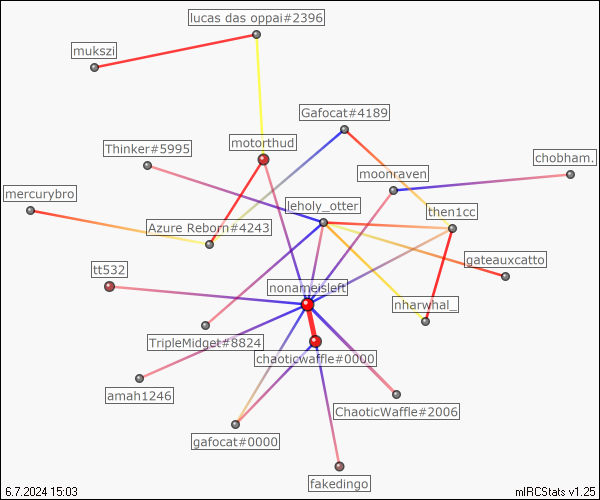 lucas das oppai#2396
mukszi
Gafocat#4189
motorthud
Thinker#5995
chobham.
moonraven
mercurybro
leholy_otter
then1cc
Azure Reborn#4243
gateauxcatto
tt532
nonameisleft
nharwhal_
TripleMidget#8824
chaoticwaffle#0000
amah1246
ChaoticWaffle#2006
gafocat#0000
fakedingo
6.7.2024 15:03
mIRCStats v1.25